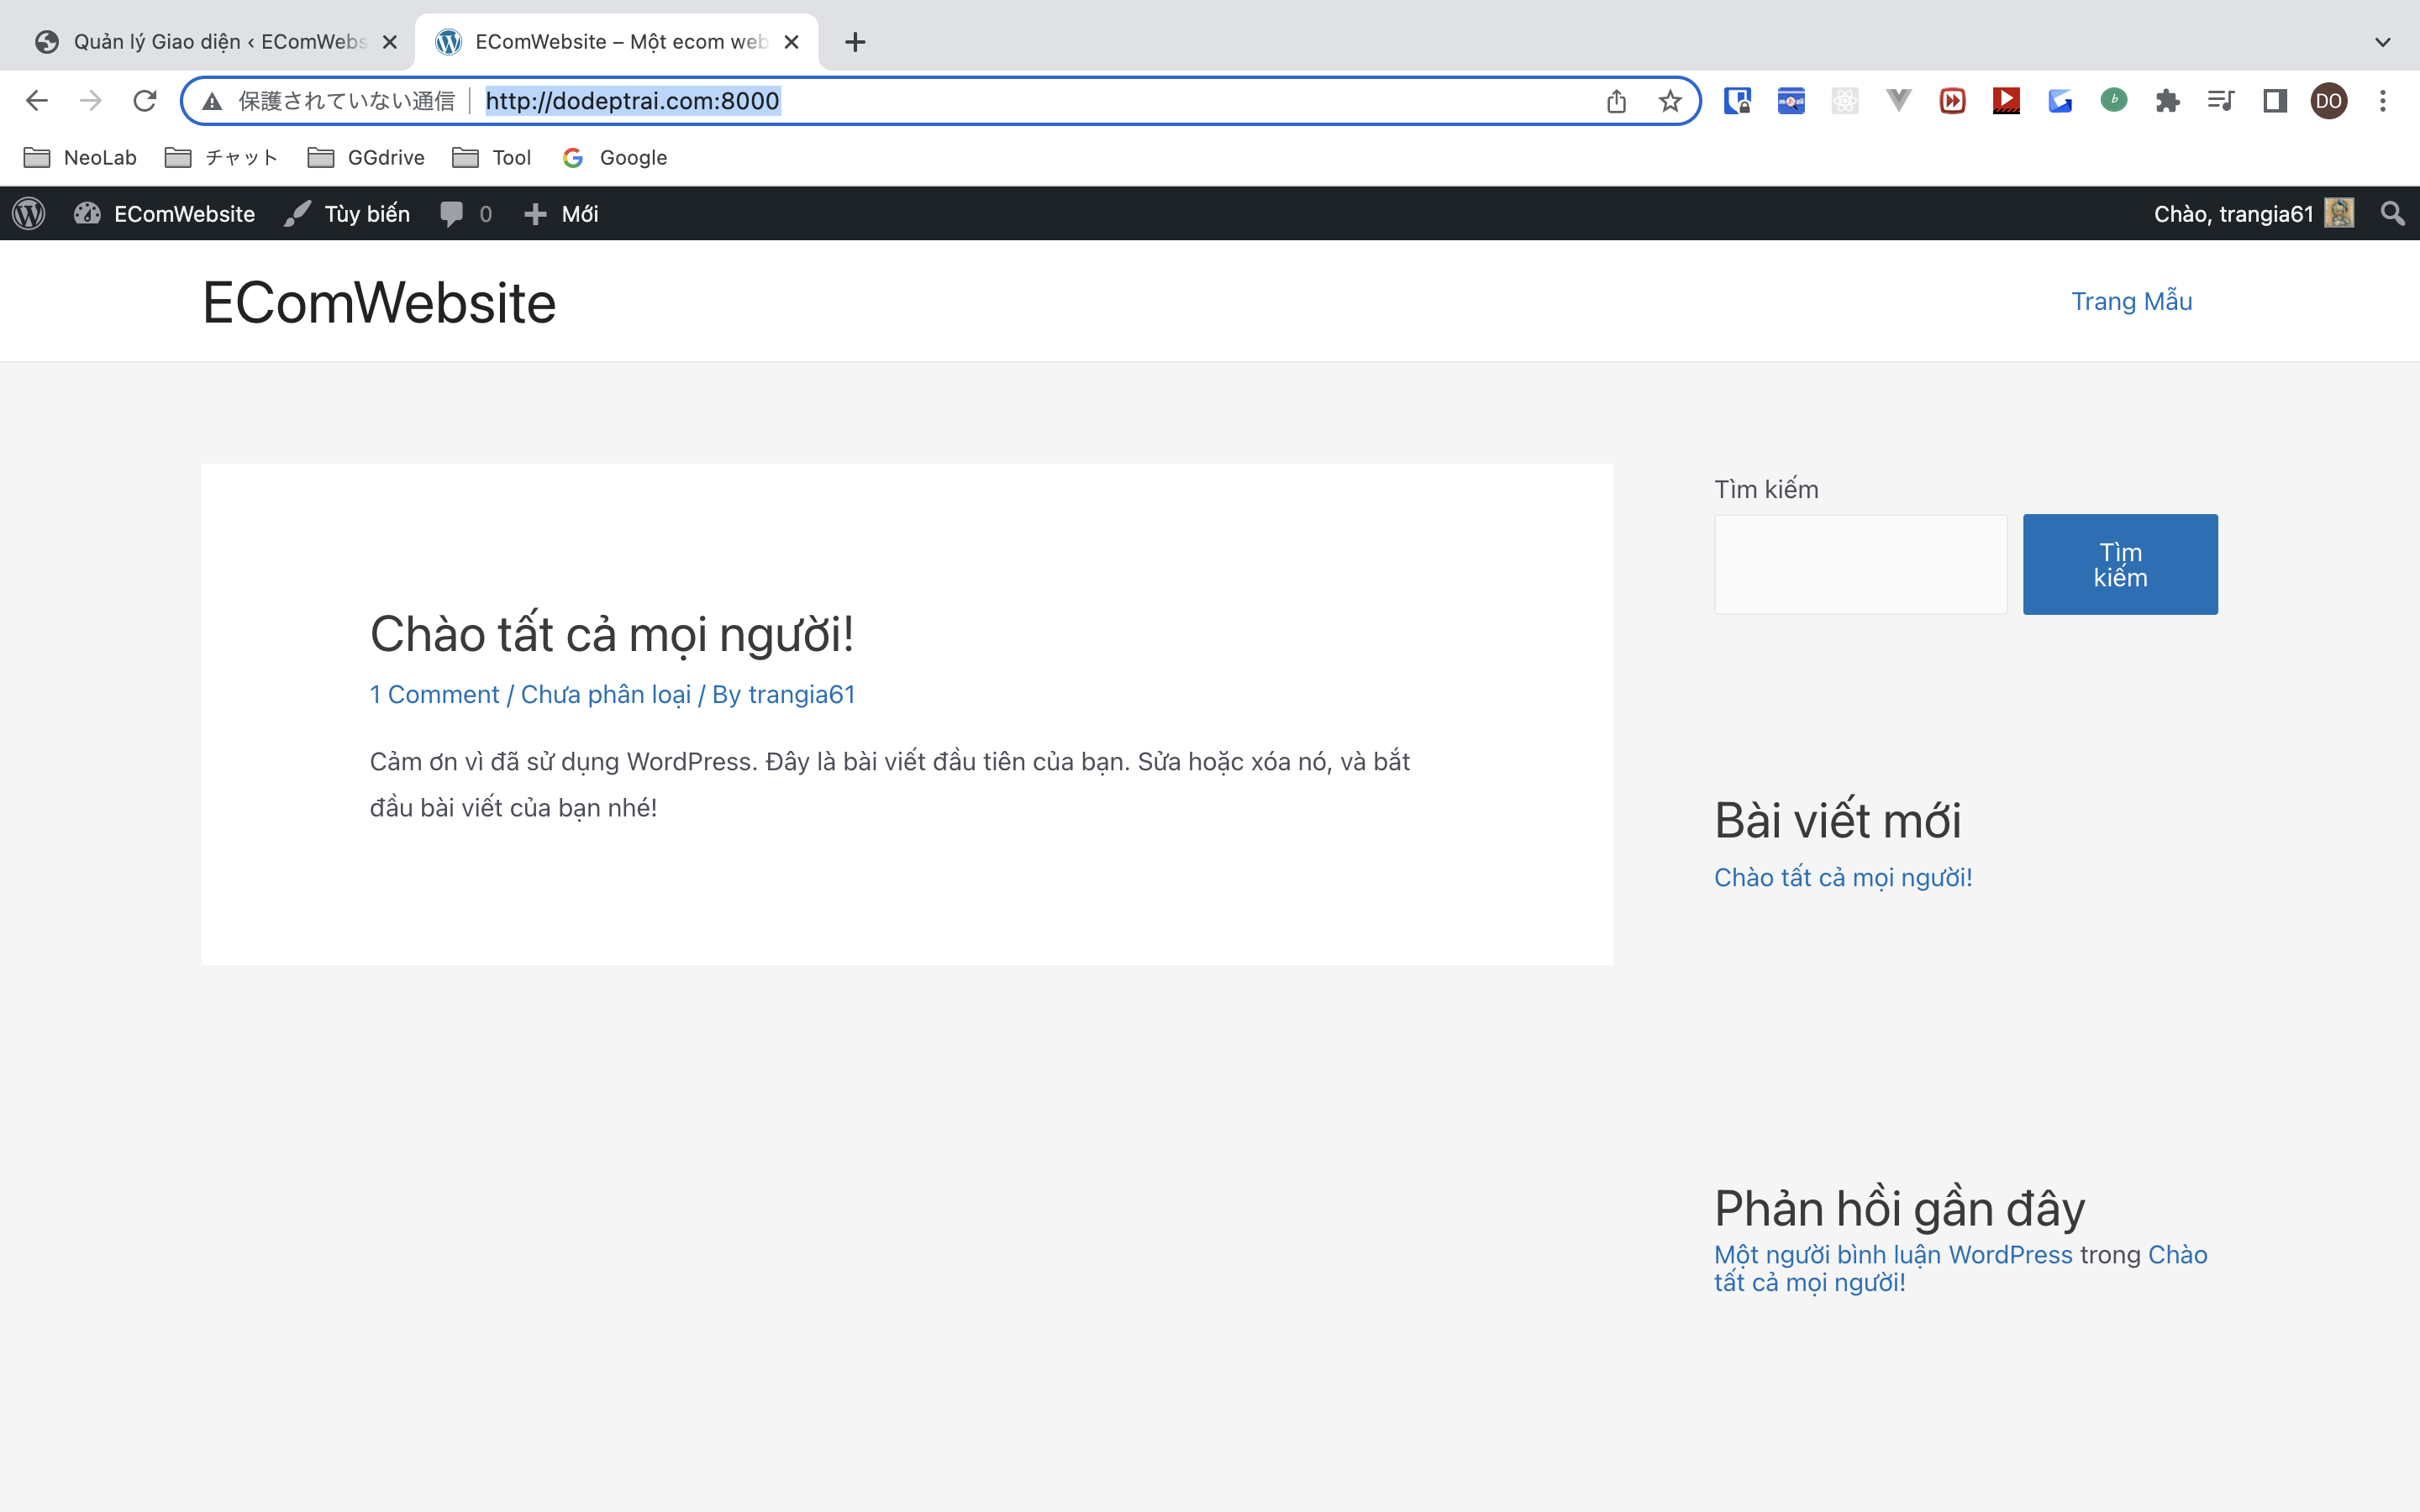 Quản lý Giao diện ‹ EComWebs
EComWebsite – Một ecom web
保護されていない通信 http://dodeptrai.com:8000
DO
NeoLab チャット GGdrive Tool Google
EComWebsite Tùy biến 0 Mới Chào, trangia61
EComWebsite
Trang Mẫu
Chào tất cả mọi người!
1 Comment / Chưa phân loại / By trangia61
Cảm ơn vì đã sử dụng WordPress. Đây là bài viết đầu tiên của bạn. Sửa hoặc xóa nó, và bắt
đầu bài viết của bạn nhé!
Tìm kiếm
Tìm
kiếm
Bài viết mới
Chào tất cả mọi người!
Phản hồi gần đây
Một người bình luận WordPress trong Chào
tất cả mọi người!